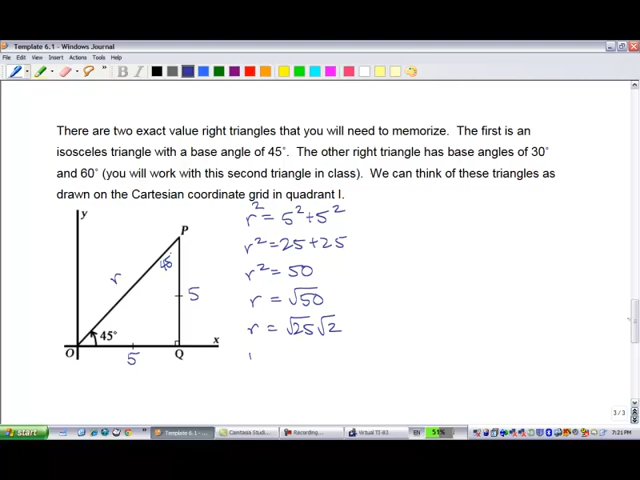 Template 6.1 - Windows Journal
File Edit View Insert Actions Tools Help
B I
There are two exact value right triangles that you will need to memorize. The first is an
isosceles triangle with a base angle of 45°. The other right triangle has base angles of 30°
and 60° (you will work with this second triangle in class). We can think of these triangles as
drawn on the Cartesian coordinate grid in quadrant I.
y
P
45°
r
5
45°
O
5
Q
x
r² = 5² + 5²
r² = 25 + 25
r² = 50
r = √50
r = √25√2
3/3
start
Template 6.1 - ...
Camtasia Studi...
Recording...
Virtual TI-83
EN
51%
7:21 PM